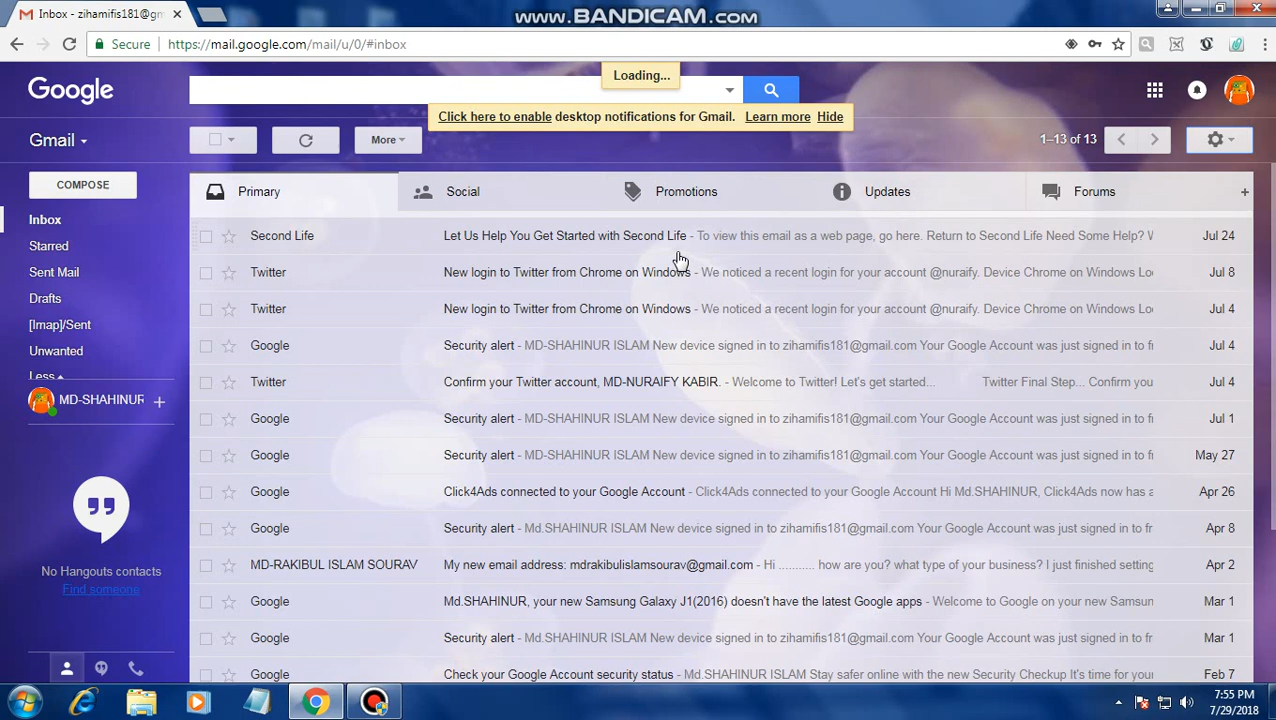 Inbox - zihamifis181@gm
www.BANDICAM.com
Secure
https://mail.google.com/mail/u/0/#inbox
Loading...
Google
Click here to enable desktop notifications for Gmail. Learn more Hide
Gmail
More
1–13 of 13
COMPOSE
Primary
Social
Promotions
Updates
Forums
+
Inbox
Starred
Sent Mail
Drafts
[Imap]/Sent
Unwanted
Less
MD-SHAHINUR
No Hangouts contacts
Find someone
Second Life Let Us Help You Get Started with Second Life - To view this email as a web page, go here. Return to Second Life Need Some Help? W Jul 24
Twitter New login to Twitter from Chrome on Windows - We noticed a recent login for your account @nuraify. Device Chrome on Windows Lo Jul 8
Twitter New login to Twitter from Chrome on Windows - We noticed a recent login for your account @nuraify. Device Chrome on Windows Lo Jul 4
Google Security alert - MD-SHAHINUR ISLAM New device signed in to zihamifis181@gmail.com Your Google Account was just signed in to fr Jul 4
Twitter Confirm your Twitter account, MD-NURAIFY KABIR. - Welcome to Twitter! Let's get started... Twitter Final Step... Confirm you Jul 4
Google Security alert - MD-SHAHINUR ISLAM New device signed in to zihamifis181@gmail.com Your Google Account was just signed in to fr Jul 1
Google Security alert - MD-SHAHINUR ISLAM New device signed in to zihamifis181@gmail.com Your Google Account was just signed in to fr May 27
Google Click4Ads connected to your Google Account - Click4Ads connected to your Google Account Hi Md.SHAHINUR, Click4Ads now has a Apr 26
Google Security alert - Md.SHAHINUR ISLAM New device signed in to zihamifis181@gmail.com Your Google Account was just signed in to fr Apr 8
MD-RAKIBUL ISLAM SOURAV My new email address: mdrakibulislamsourav@gmail.com - Hi .......... how are you? what type of your business? I just finished setting Apr 2
Google Md.SHAHINUR, your new Samsung Galaxy J1(2016) doesn't have the latest Google apps - Welcome to Google on your new Samsun Mar 1
Google Security alert - Md.SHAHINUR ISLAM New device signed in to zihamifis181@gmail.com Your Google Account was just signed in to fr Mar 1
Google Check your Google Account security status - Md.SHAHINUR ISLAM Stay safer online with the new Security Checkup It's time for your Feb 7
7:55 PM
7/29/2018